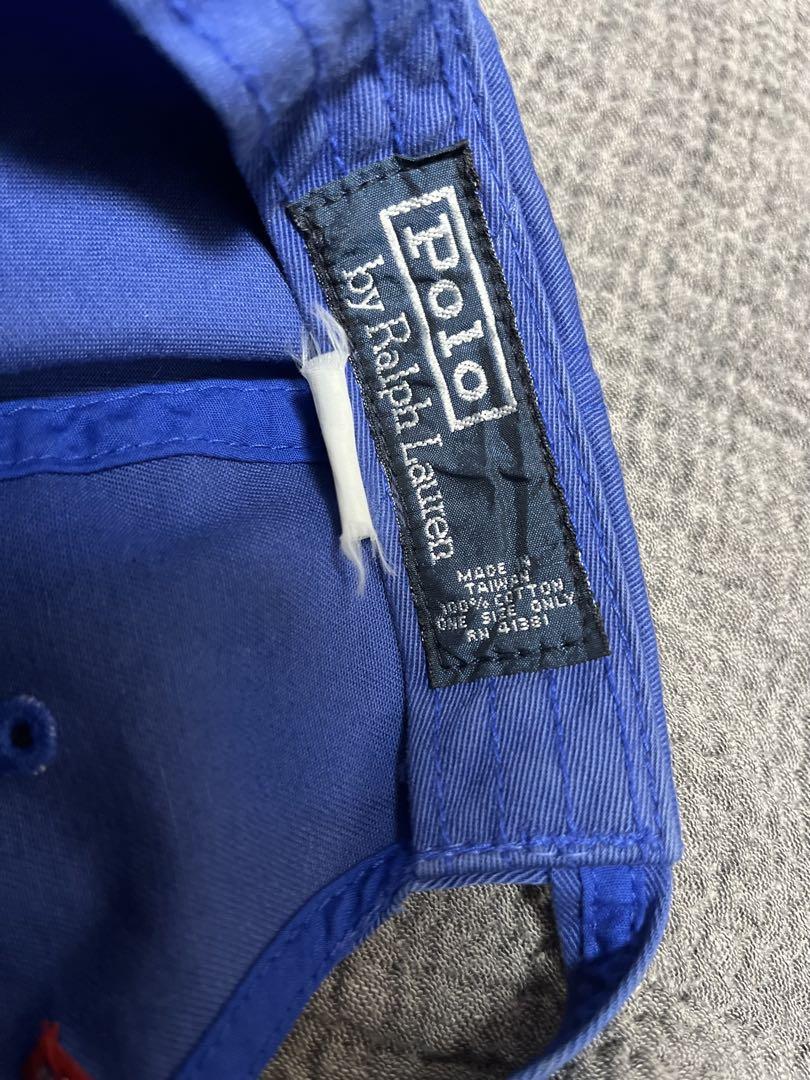 Polo
by Ralph Lauren
MADE IN
TAIWAN
100% COTTON
ONE SIZE ONLY
RN 41381